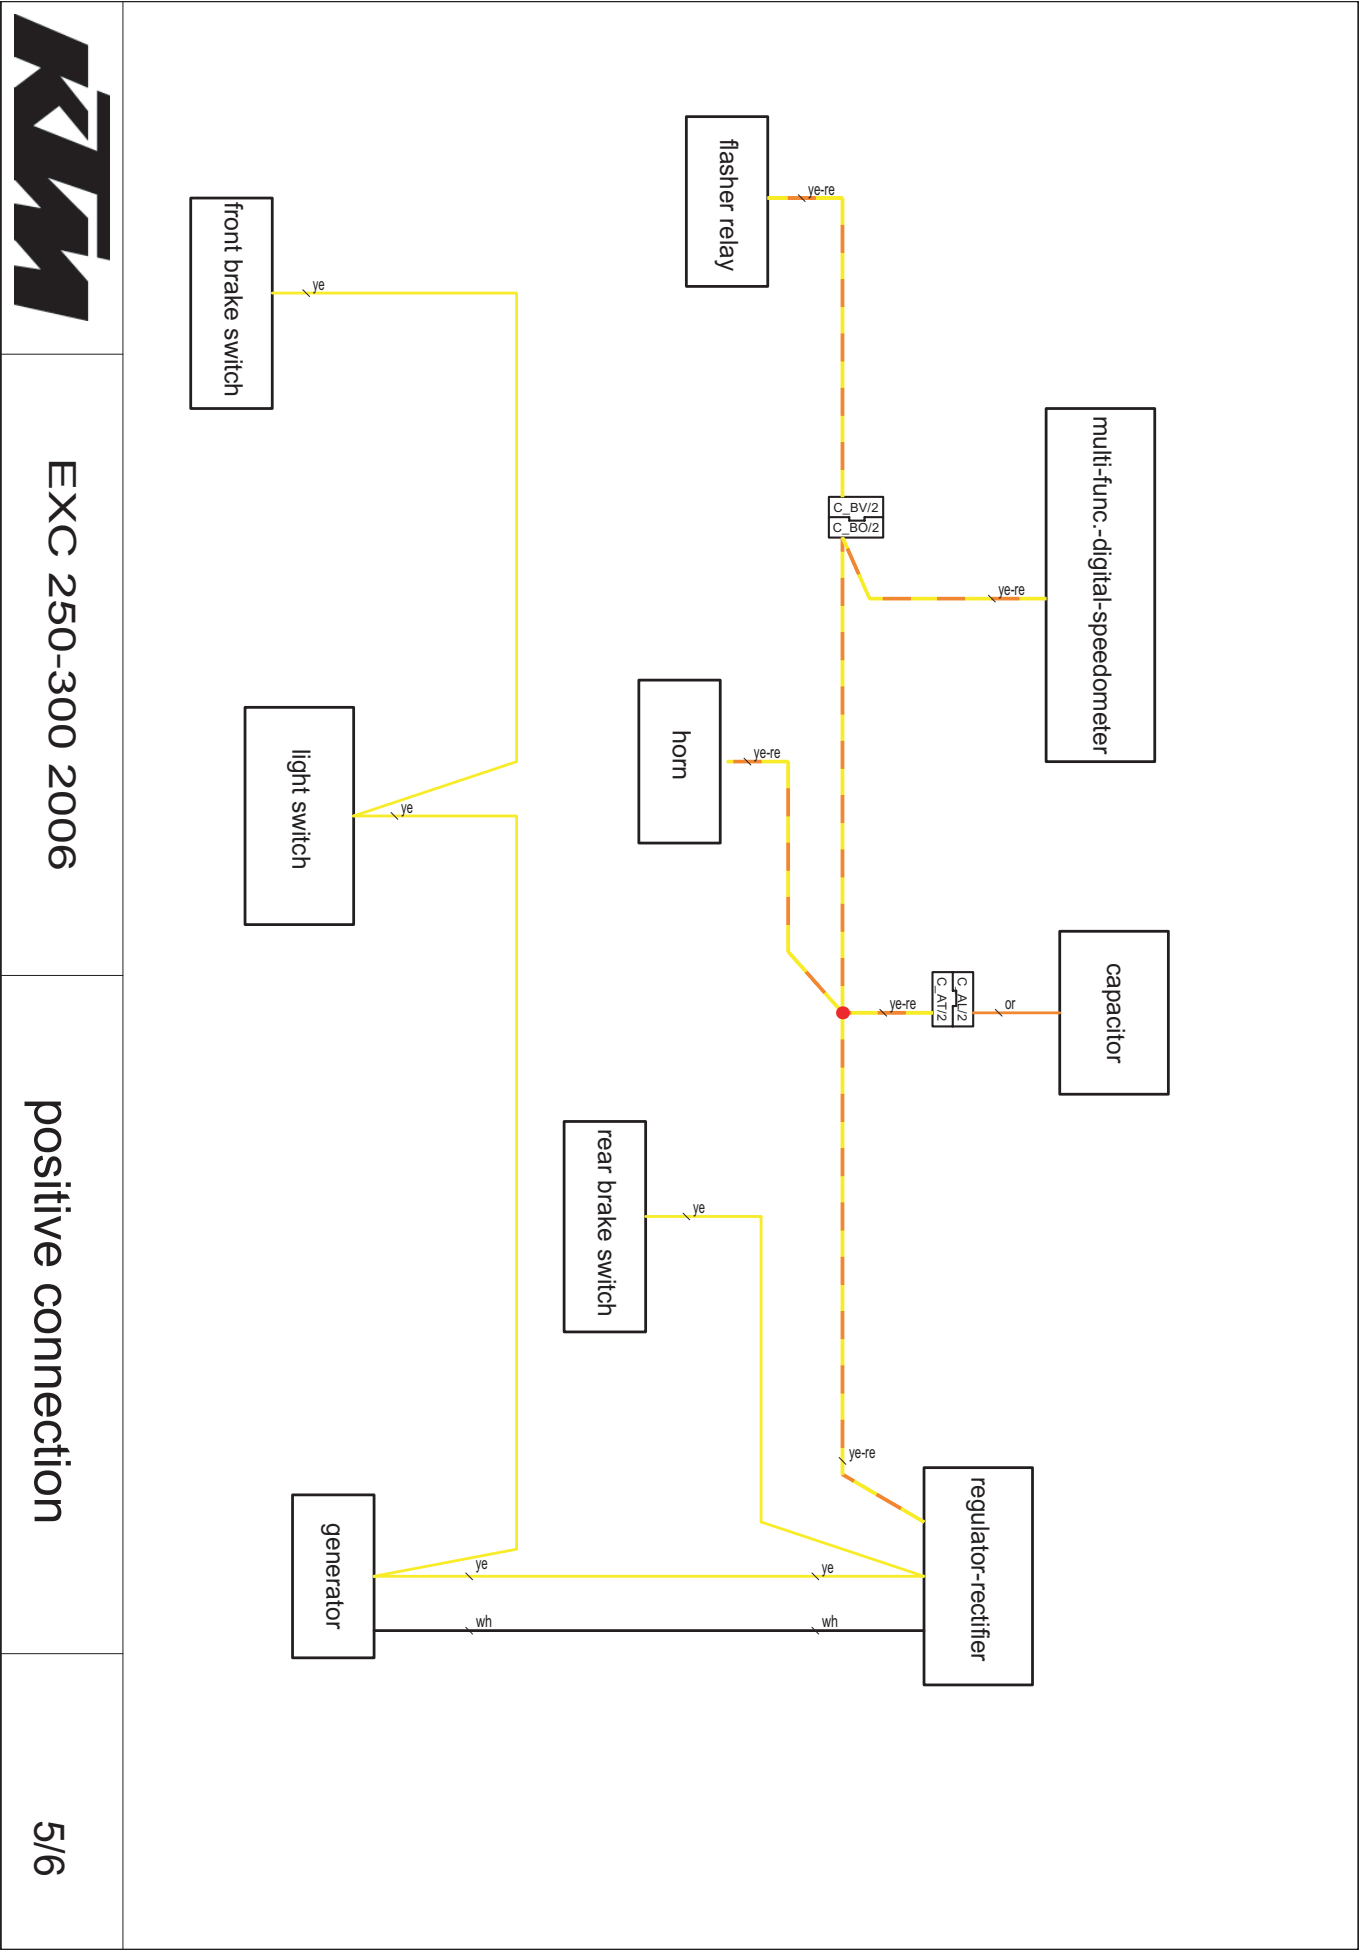 multi-func.-digital-speedometer
capacitor
regulator-rectifier
ye-re
or
C_AL/2
C_AT/2
ye-re
ye-re
C_BV/2
C_BO/2
ye-re
ye
wh
flasher relay
horn
ye-re
rear brake switch
ye
front brake switch
ye
light switch
ye
generator
ye
wh
KTM
EXC 250-300 2006
positive connection
5/6